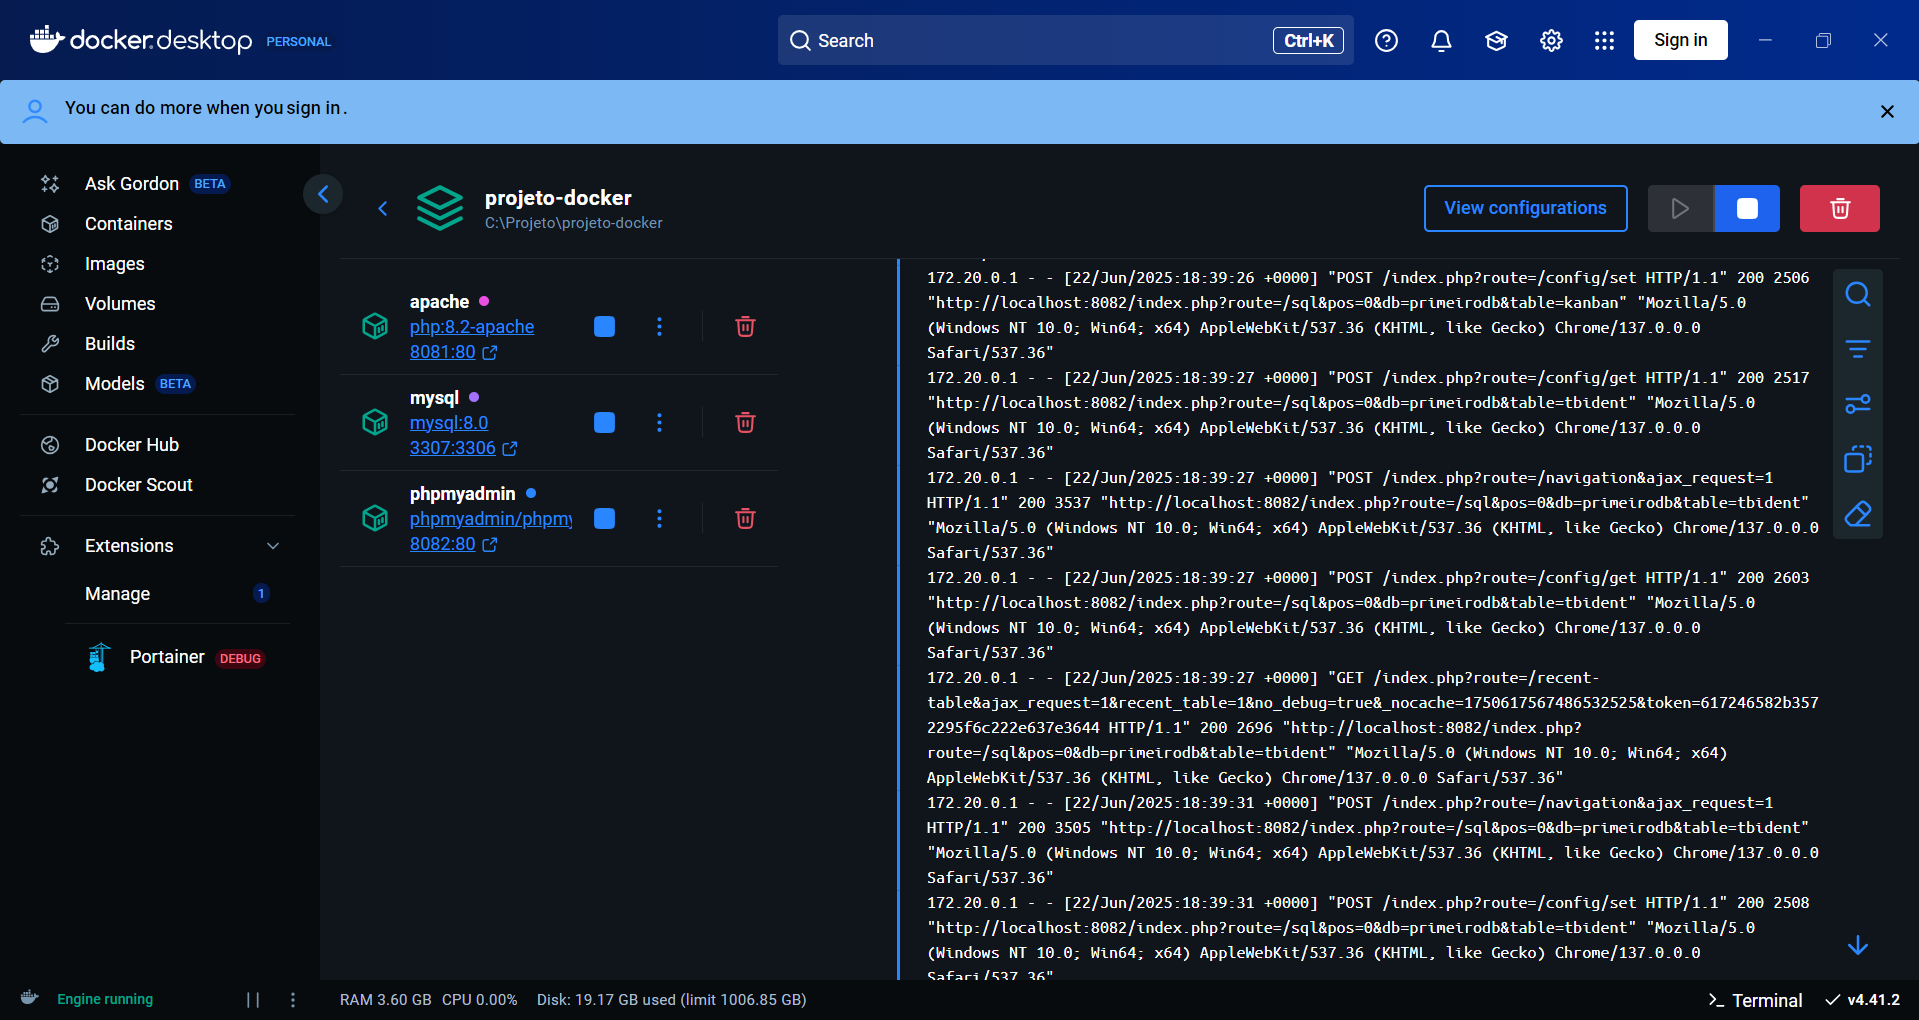 docker.desktop PERSONAL
Search
Ctrl+K
Sign in
You can do more when you sign in.
Ask Gordon BETA
Containers
Images
Volumes
Builds
Models BETA
Docker Hub
Docker Scout
Extensions
Manage 1
Portainer DEBUG
projeto-docker
C:\Projeto\projeto-docker
View configurations
apache
php:8.2-apache
8081:80
mysql
mysql:8.0
3307:3306
phpmyadmin
phpmyadmin/phpmy
8082:80
172.20.0.1 - - [22/Jun/2025:18:39:26 +0000] "POST /index.php?route=/config/set HTTP/1.1" 200 2506
"http://localhost:8082/index.php?route=/sql&pos=0&db=primeirodb&table=kanban" "Mozilla/5.0
(Windows NT 10.0; Win64; x64) AppleWebKit/537.36 (KHTML, like Gecko) Chrome/137.0.0.0
Safari/537.36"
172.20.0.1 - - [22/Jun/2025:18:39:27 +0000] "POST /index.php?route=/config/get HTTP/1.1" 200 2517
"http://localhost:8082/index.php?route=/sql&pos=0&db=primeirodb&table=tbident" "Mozilla/5.0
(Windows NT 10.0; Win64; x64) AppleWebKit/537.36 (KHTML, like Gecko) Chrome/137.0.0.0
Safari/537.36"
172.20.0.1 - - [22/Jun/2025:18:39:27 +0000] "POST /index.php?route=/navigation&ajax_request=1
HTTP/1.1" 200 3537 "http://localhost:8082/index.php?route=/sql&pos=0&db=primeirodb&table=tbident"
"Mozilla/5.0 (Windows NT 10.0; Win64; x64) AppleWebKit/537.36 (KHTML, like Gecko) Chrome/137.0.0.0
Safari/537.36"
172.20.0.1 - - [22/Jun/2025:18:39:27 +0000] "POST /index.php?route=/config/get HTTP/1.1" 200 2603
"http://localhost:8082/index.php?route=/sql&pos=0&db=primeirodb&table=tbident" "Mozilla/5.0
(Windows NT 10.0; Win64; x64) AppleWebKit/537.36 (KHTML, like Gecko) Chrome/137.0.0.0
Safari/537.36"
172.20.0.1 - - [22/Jun/2025:18:39:27 +0000] "GET /index.php?route=/recent-
table&ajax_request=1&recent_table=1&no_debug=true&_nocache=1750617567486532525&token=617246582b357
2295f6c222e637e3644 HTTP/1.1" 200 2696 "http://localhost:8082/index.php?
route=/sql&pos=0&db=primeirodb&table=tbident" "Mozilla/5.0 (Windows NT 10.0; Win64; x64)
AppleWebKit/537.36 (KHTML, like Gecko) Chrome/137.0.0.0 Safari/537.36"
172.20.0.1 - - [22/Jun/2025:18:39:31 +0000] "POST /index.php?route=/navigation&ajax_request=1
HTTP/1.1" 200 3505 "http://localhost:8082/index.php?route=/sql&pos=0&db=primeirodb&table=tbident"
"Mozilla/5.0 (Windows NT 10.0; Win64; x64) AppleWebKit/537.36 (KHTML, like Gecko) Chrome/137.0.0.0
Safari/537.36"
172.20.0.1 - - [22/Jun/2025:18:39:31 +0000] "POST /index.php?route=/config/set HTTP/1.1" 200 2508
"http://localhost:8082/index.php?route=/sql&pos=0&db=primeirodb&table=tbident" "Mozilla/5.0
(Windows NT 10.0; Win64; x64) AppleWebKit/537.36 (KHTML, like Gecko) Chrome/137.0.0.0
Safari/537.36"
Engine running
RAM 3.60 GB CPU 0.00% Disk: 19.17 GB used (limit 1006.85 GB)
Terminal
v4.41.2